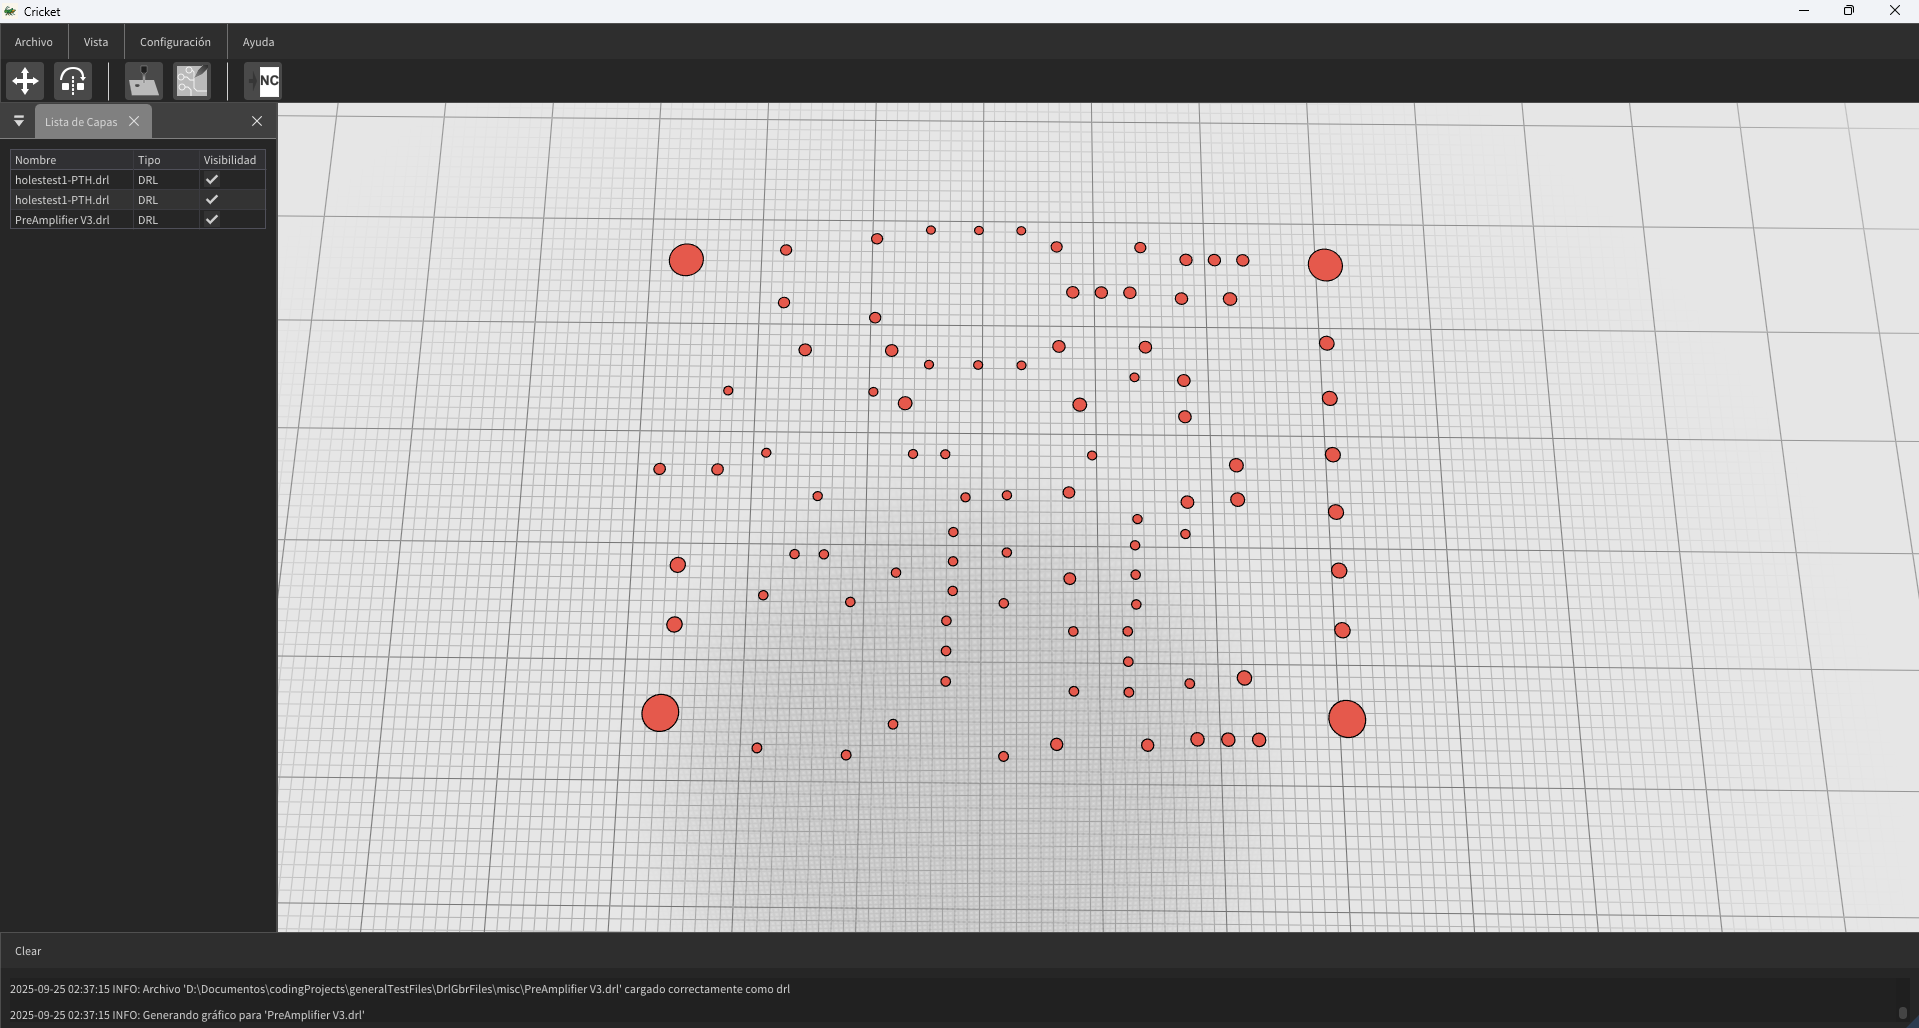 Cricket
Archivo Vista Configuración Ayuda
NC
Lista de Capas
Nombre Tipo Visibilidad
holestest1-PTH.drl DRL
holestest1-PTH.drl DRL
PreAmplifier V3.drl DRL
Clear
2025-09-25 02:37:15 INFO: Archivo 'D:\Documentos\codingProjects\generalTestFiles\DrlGbrFiles\misc\PreAmplifier V3.drl' cargado correctamente como drl
2025-09-25 02:37:15 INFO: Generando gráfico para 'PreAmplifier V3.drl'